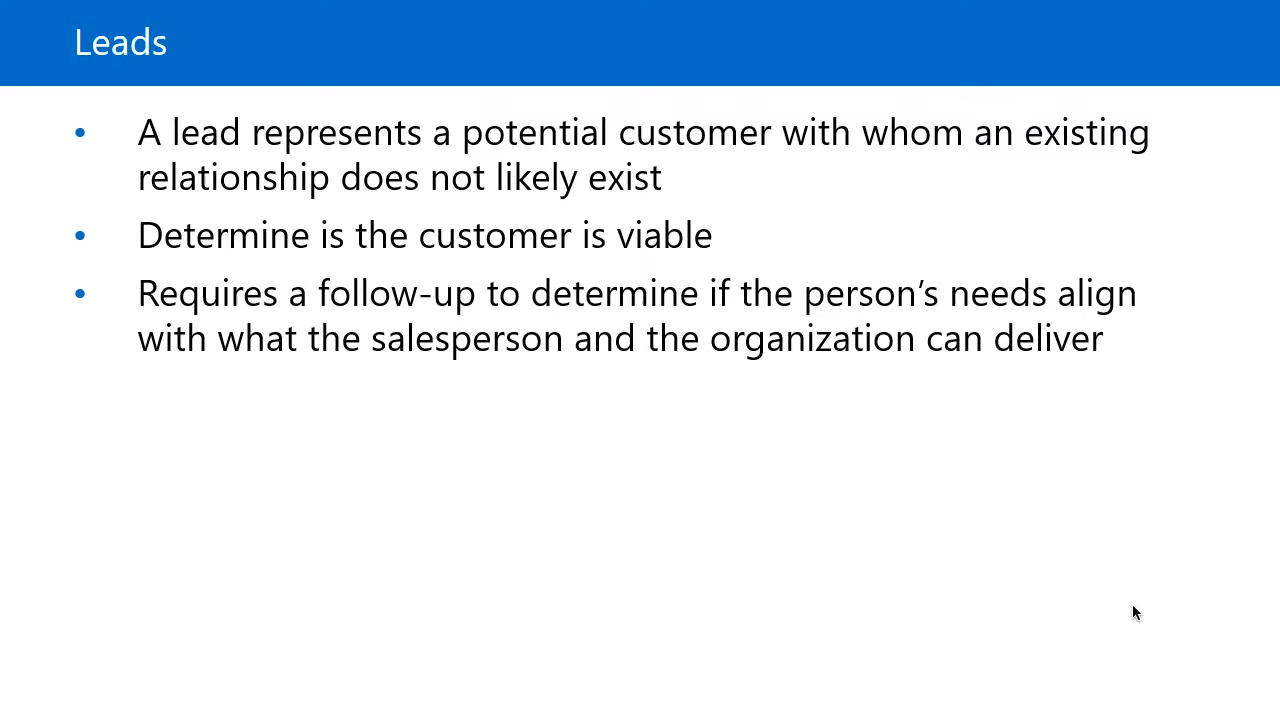 Leads
• A lead represents a potential customer with whom an existing
relationship does not likely exist
• Determine is the customer is viable
• Requires a follow-up to determine if the person’s needs align
with what the salesperson and the organization can deliver